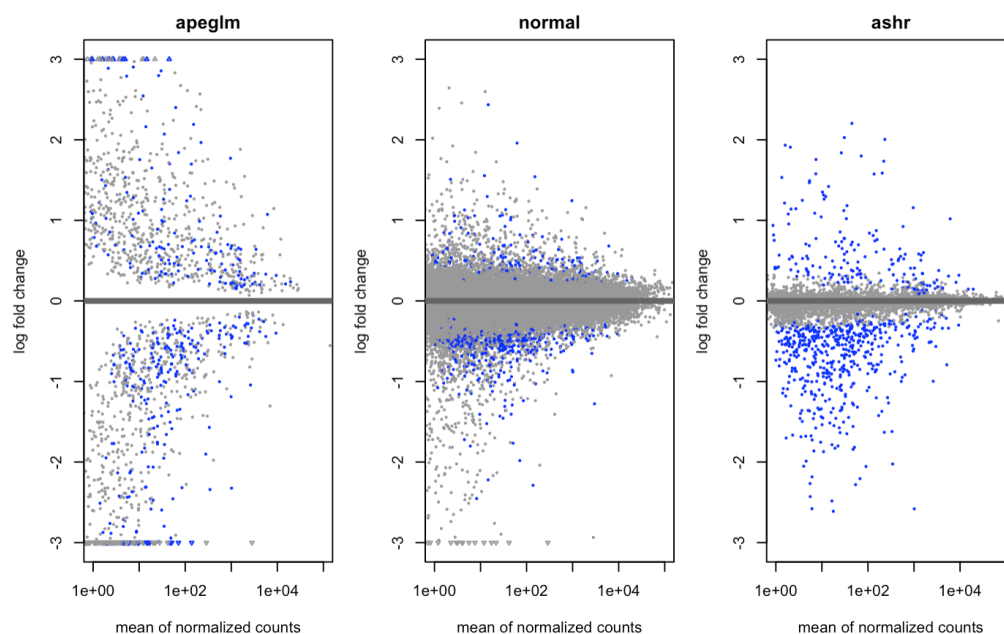 apeglm
log fold change
3
2
1
0
-1
-2
-3
1e+00 1e+02 1e+04
mean of normalized counts
normal
log fold change
3
2
1
0
-1
-2
-3
1e+00 1e+02 1e+04
mean of normalized counts
ashr
log fold change
3
2
1
0
-1
-2
-3
1e+00 1e+02 1e+04
mean of normalized counts